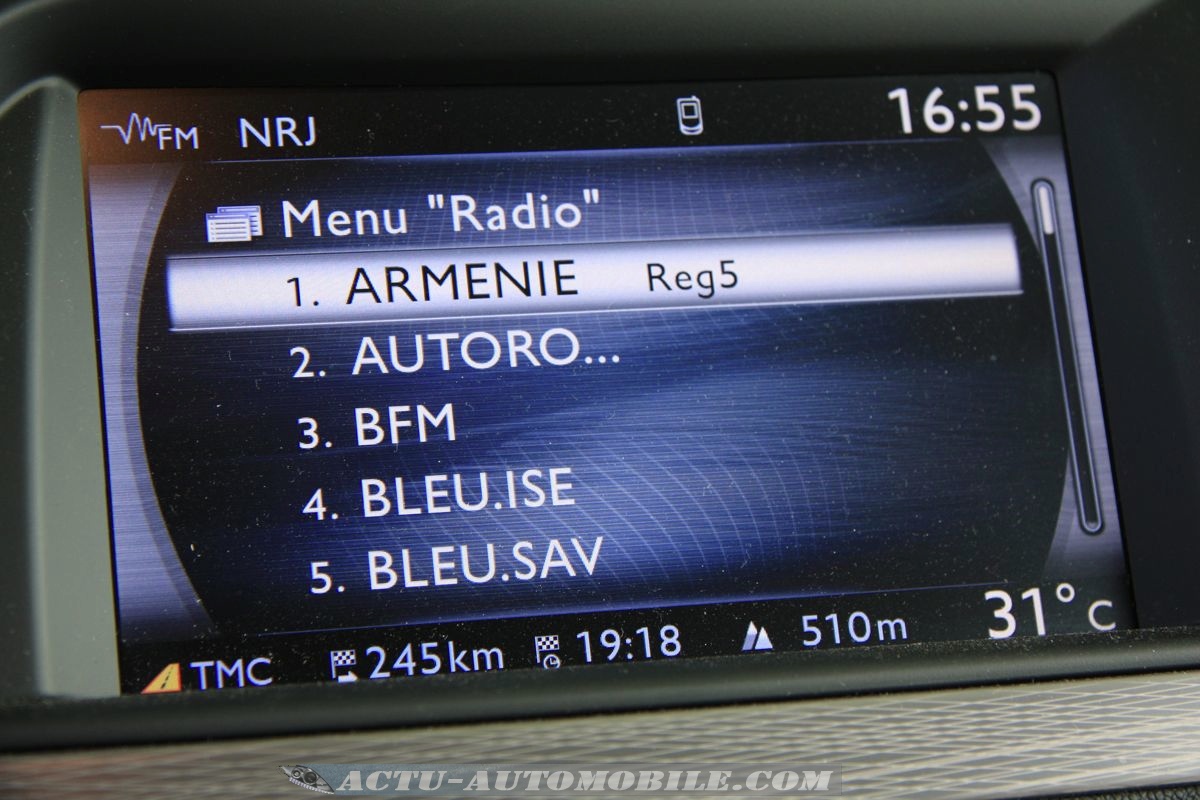 FM NRJ 16:55
Menu "Radio"
1. ARMENIE Reg5
2. AUTORO...
3. BFM
4. BLEU.ISE
5. BLEU.SAV
TMC 245km 19:18 510m 31°C
ACTU-AUTOMOBILE.COM